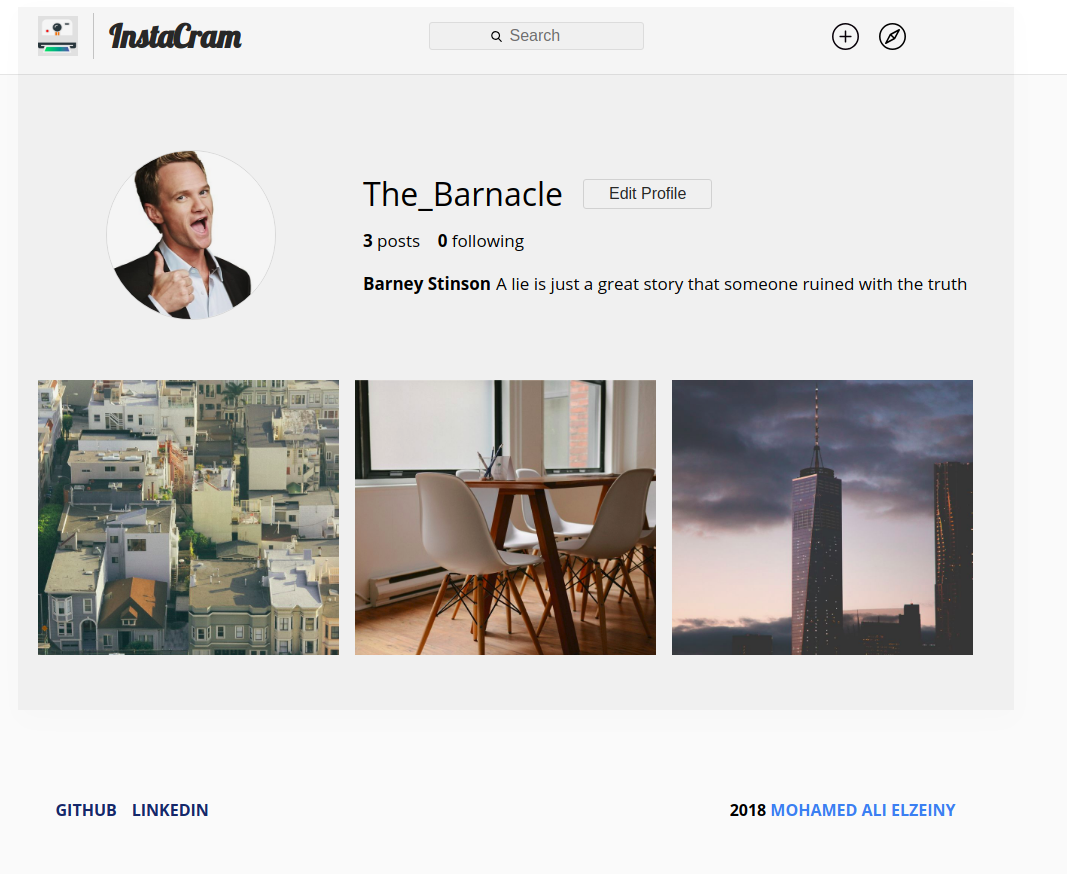 InstaCram
Search
The_Barnacle
Edit Profile
3 posts 0 following
Barney Stinson A lie is just a great story that someone ruined with the truth
GITHUB LINKEDIN
2018 MOHAMED ALI ELZEINY